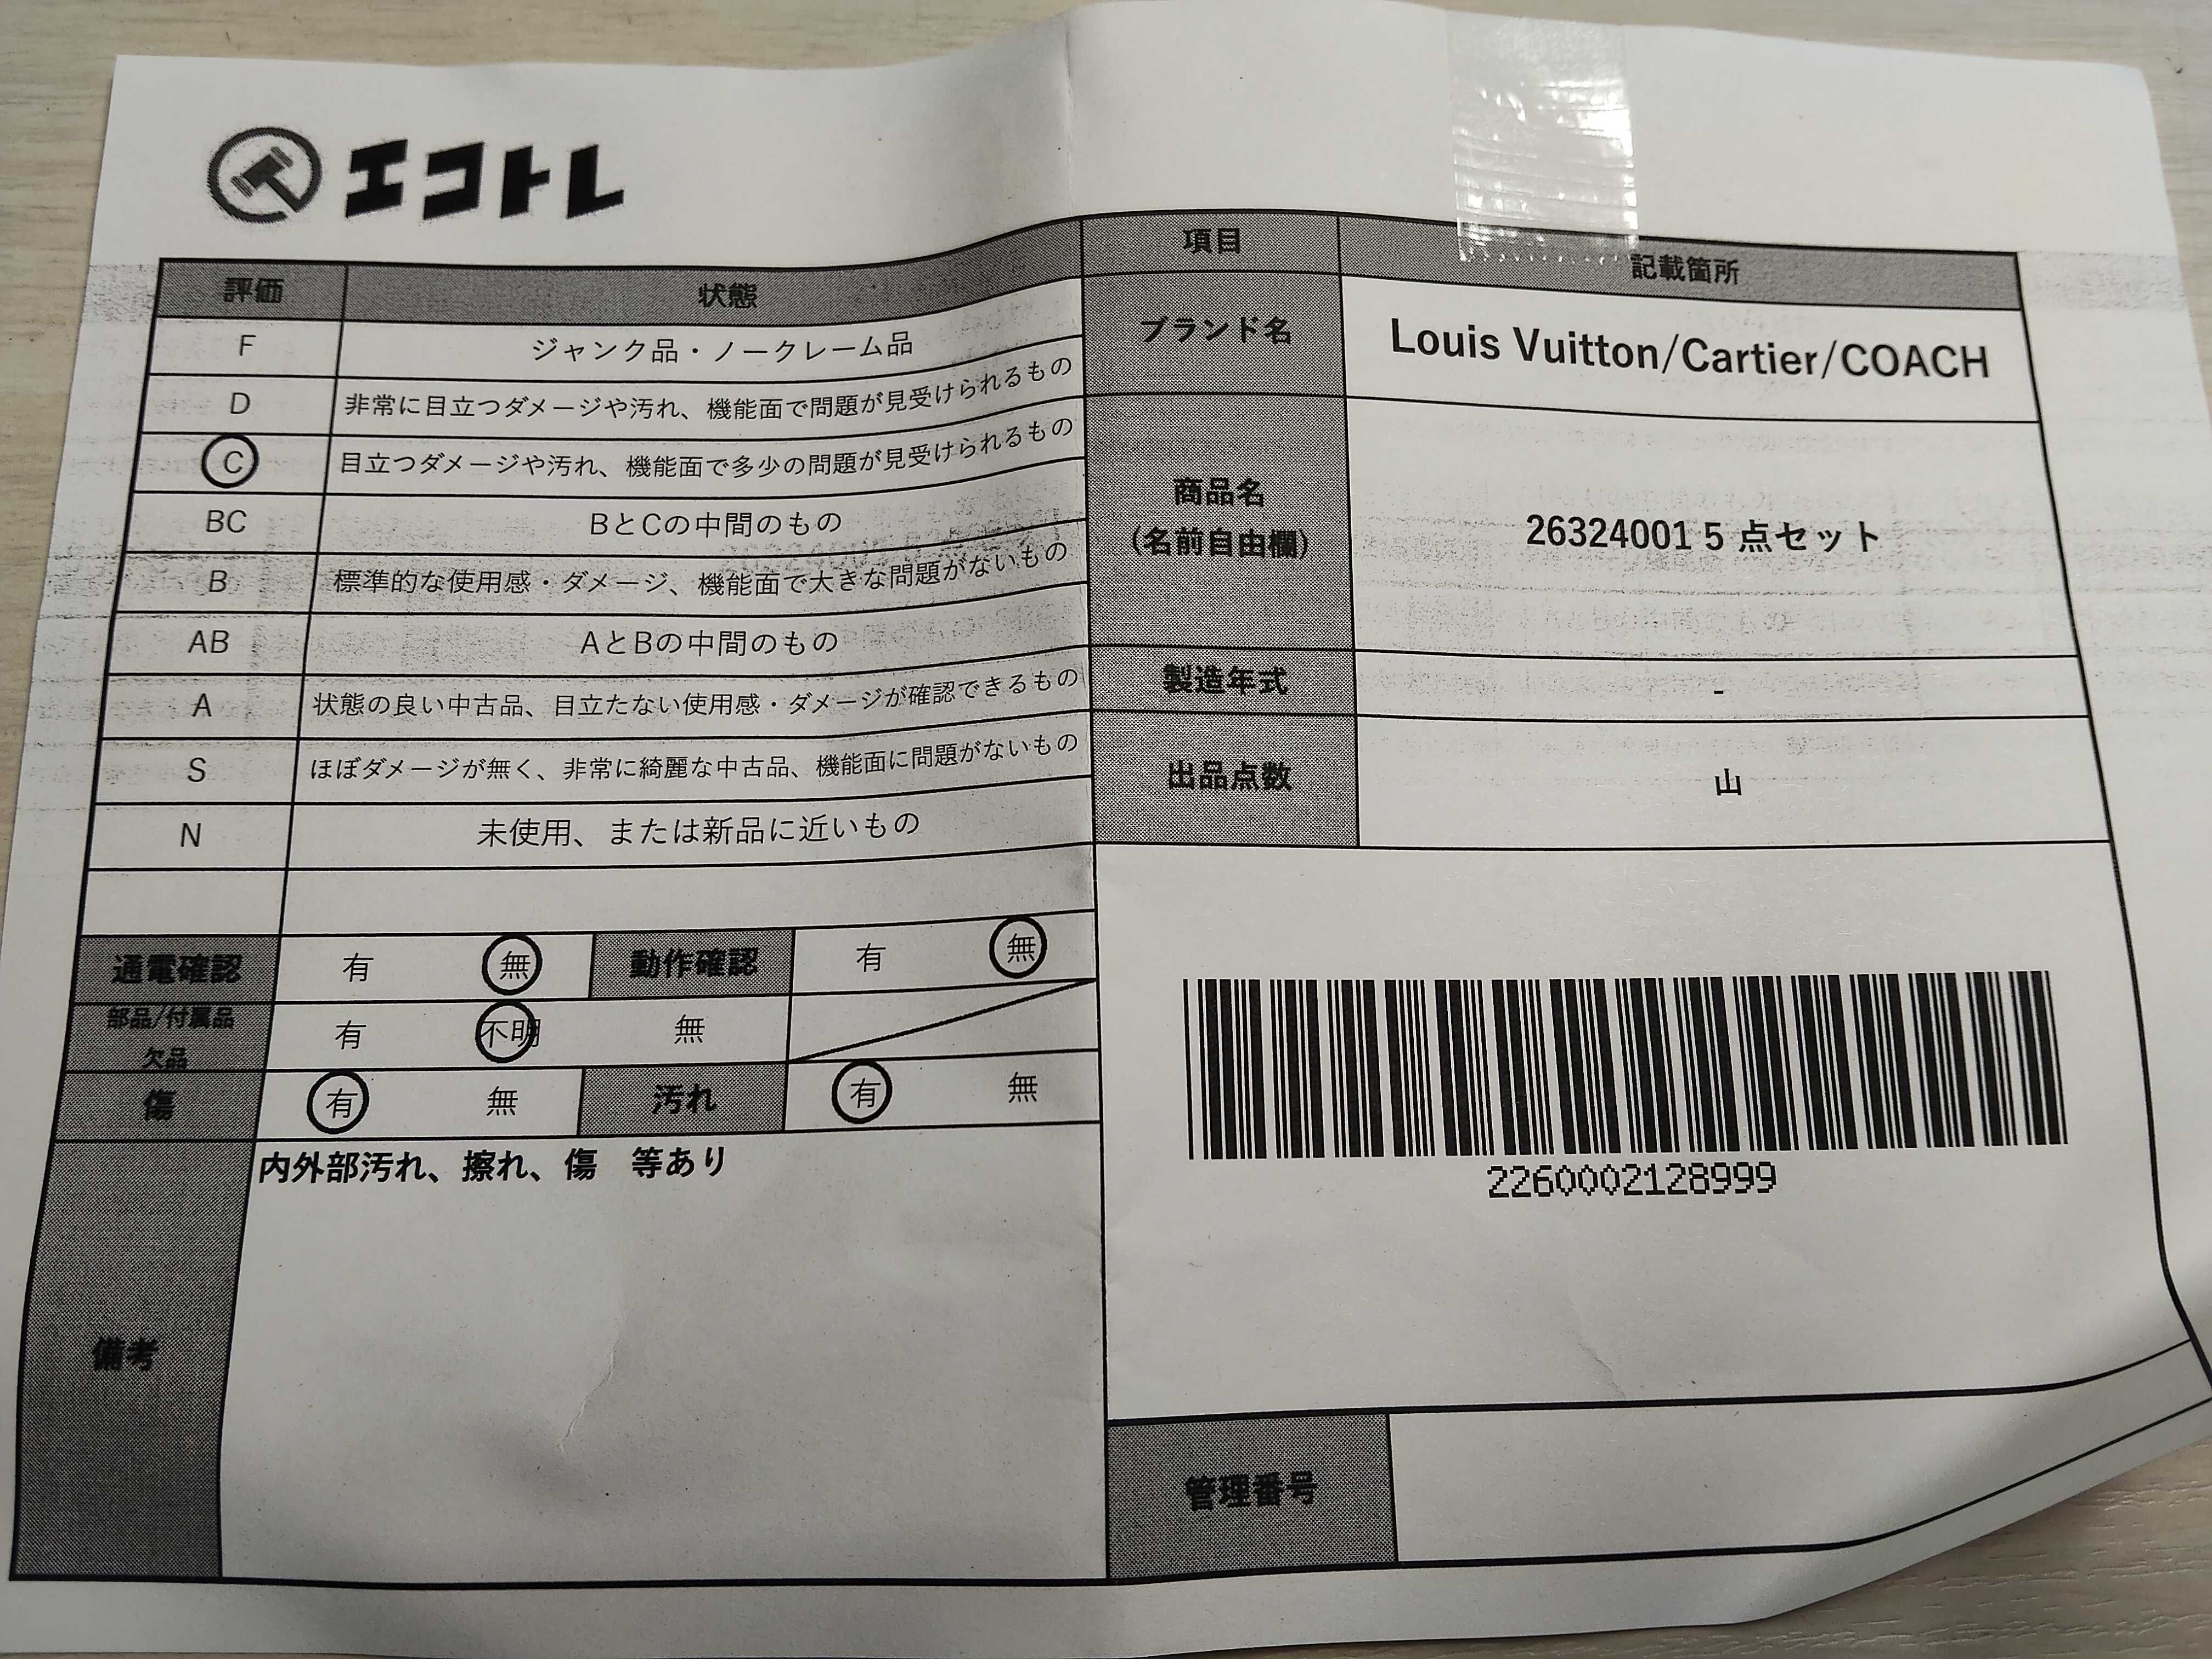 エコトレ
評価 状態
F ジャンク品・ノークレーム品
D 非常に目立つダメージや汚れ、機能面で問題が見受けられるもの
C 目立つダメージや汚れ、機能面で多少の問題が見受けられるもの
BC BとCの中間のもの
B 標準的な使用感・ダメージ、機能面で大きな問題がないもの
AB AとBの中間のもの
A 状態の良い中古品、目立たない使用感・ダメージが確認できるもの
S ほぼダメージが無く、非常に綺麗な中古品、機能面に問題がないもの
N 未使用、または新品に近いもの
通電確認 有 無 動作確認 有 無
部品/付属品
欠品 有 不明 無
傷 有 無 汚れ 有 無
備考
内外部汚れ、擦れ、傷　等あり
項目 記載箇所
ブランド名 Louis Vuitton/Cartier/COACH
商品名
(名前自由欄)
26324001 5 点セット
製造年式 -
出品点数 山
2260002128999
管理番号